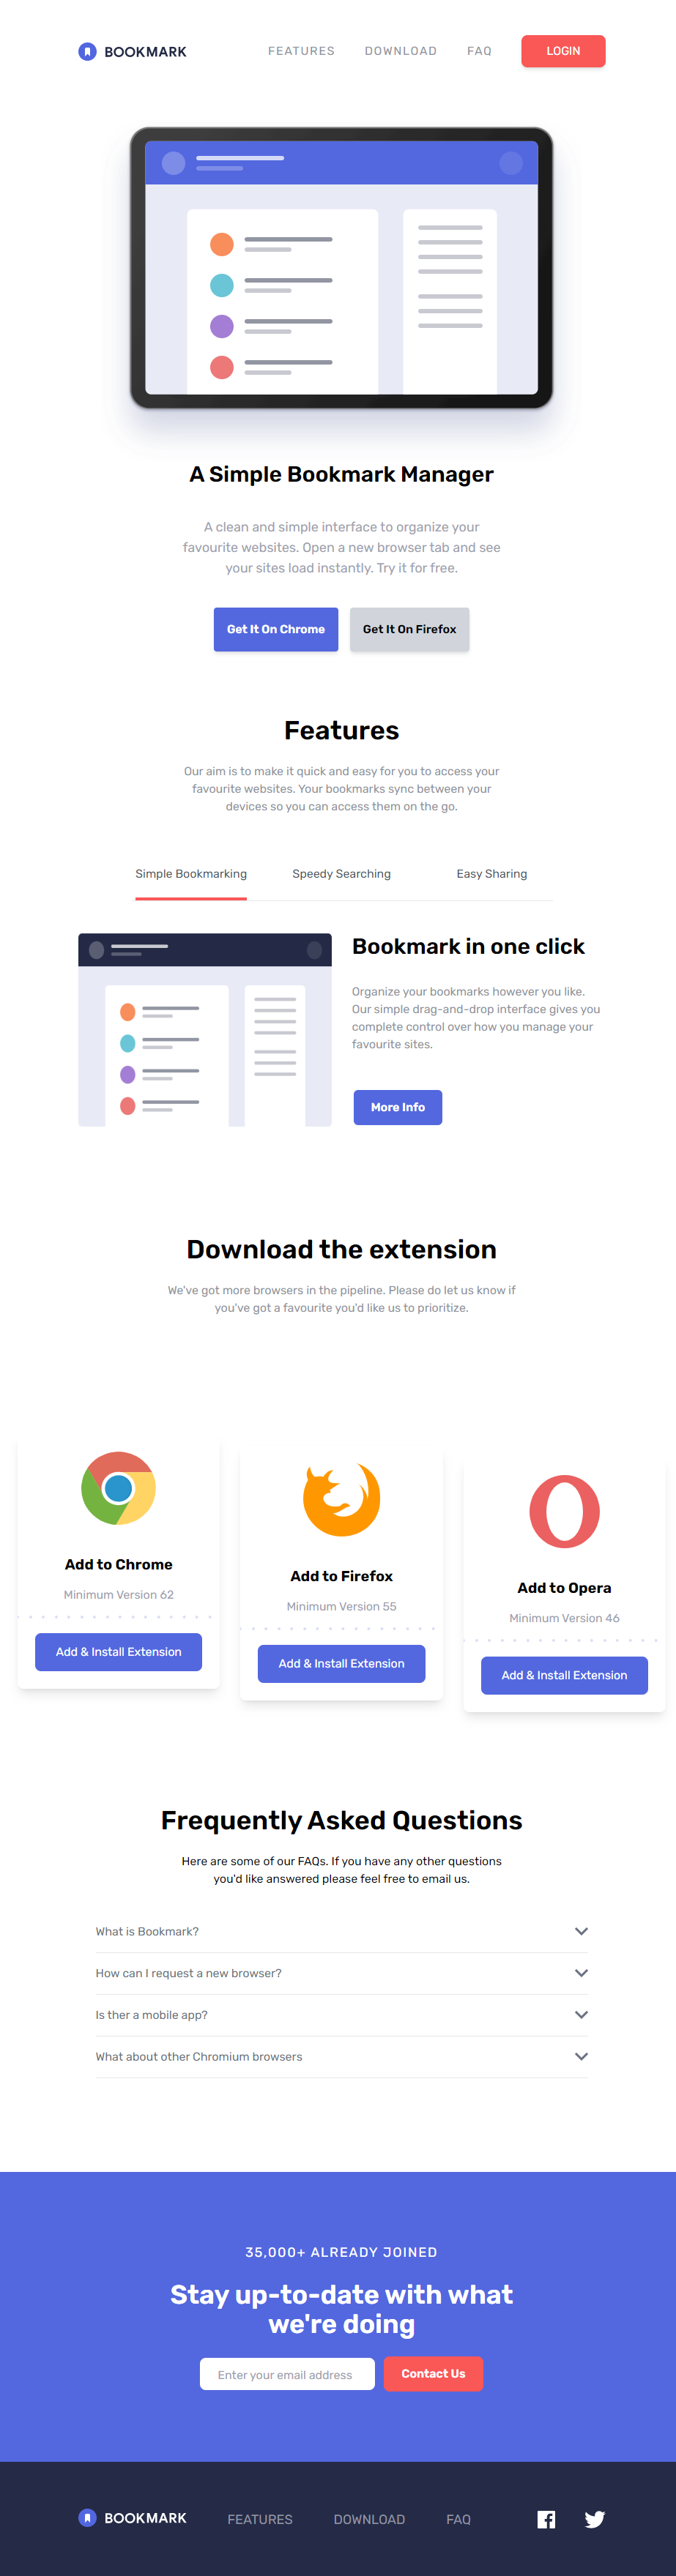 BOOKMARK FEATURES DOWNLOAD FAQ LOGIN
A Simple Bookmark Manager
A clean and simple interface to organize your
favourite websites. Open a new browser tab and see
your sites load instantly. Try it for free.
Get It On Chrome Get It On Firefox
Features
Our aim is to make it quick and easy for you to access your
favourite websites. Your bookmarks sync between your
devices so you can access them on the go.
Simple Bookmarking Speedy Searching Easy Sharing
Bookmark in one click
Organize your bookmarks however you like.
Our simple drag-and-drop interface gives you
complete control over how you manage your
favourite sites.
More Info
Download the extension
We've got more browsers in the pipeline. Please do let us know if
you've got a favourite you'd like us to prioritize.
Add to Chrome
Minimum Version 62
Add & Install Extension
Add to Firefox
Minimum Version 55
Add & Install Extension
Add to Opera
Minimum Version 46
Add & Install Extension
Frequently Asked Questions
Here are some of our FAQs. If you have any other questions
you'd like answered please feel free to email us.
What is Bookmark?
How can I request a new browser?
Is ther a mobile app?
What about other Chromium browsers
35,000+ ALREADY JOINED
Stay up-to-date with what
we're doing
Enter your email address Contact Us
BOOKMARK FEATURES DOWNLOAD FAQ